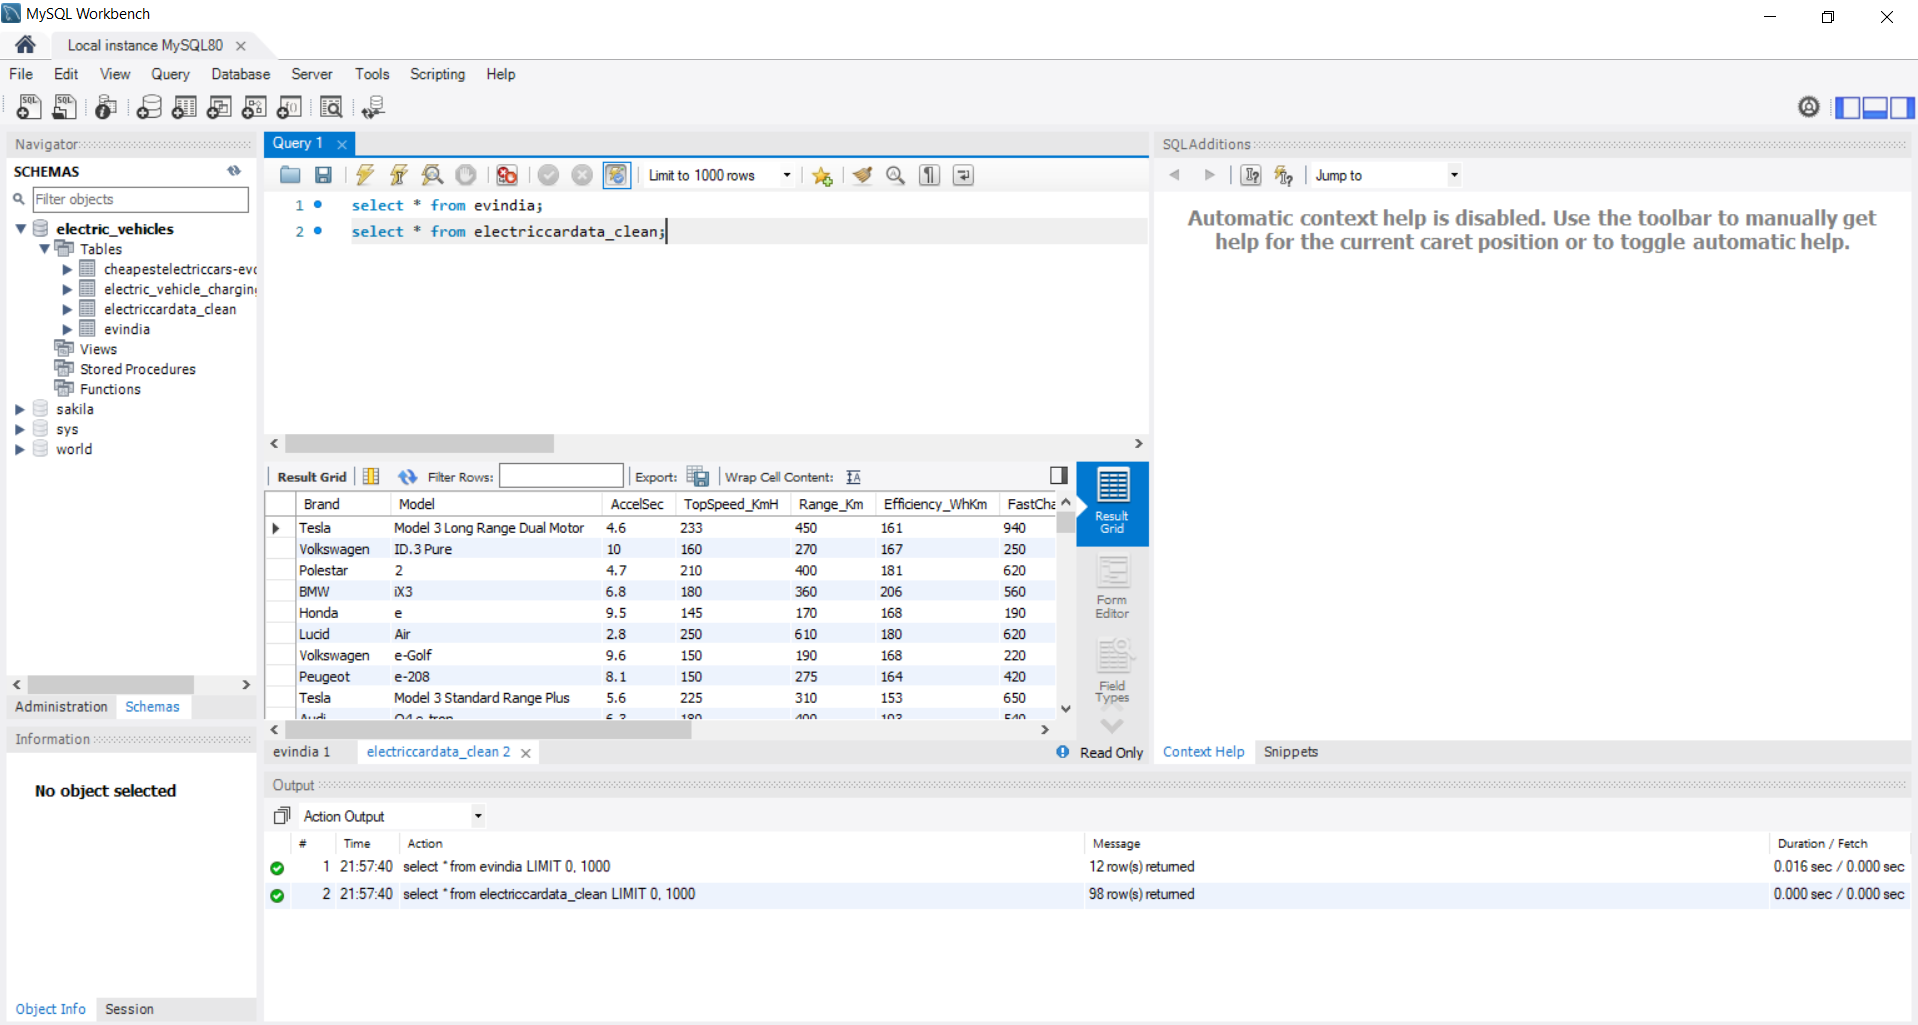 MySQL Workbench
Local instance MySQL80
File Edit View Query Database Server Tools Scripting Help
Navigator
SCHEMAS
Filter objects
electric_vehicles
Tables
cheapestelectriccars-evd
electric_vehicle_charging
electriccardata_clean
evindia
Views
Stored Procedures
Functions
sakila
sys
world
Administration Schemas
Information
No object selected
Object Info Session
Query 1
Limit to 1000 rows
1 select * from evindia;
2 select * from electriccardata_clean;
Result Grid Filter Rows: Export: Wrap Cell Content:
Brand Model AccelSec TopSpeed_KmH Range_Km Efficiency_WhKm FastCha
Tesla Model 3 Long Range Dual Motor 4.6 233 450 161 940
Volkswagen ID.3 Pure 10 160 270 167 250
Polestar 2 4.7 210 400 181 620
BMW iX3 6.8 180 360 206 560
Honda e 9.5 145 170 168 190
Lucid Air 2.8 250 610 180 620
Volkswagen e-Golf 9.6 150 190 168 220
Peugeot e-208 8.1 150 275 164 420
Tesla Model 3 Standard Range Plus 5.6 225 310 153 650
Audi Q4 e-tron 6.3 180 400 193 540
Result
Grid
Form
Editor
Field
Types
evindia 1 electriccardata_clean 2 Read Only
SQLAdditions
Jump to
Automatic context help is disabled. Use the toolbar to manually get
help for the current caret position or to toggle automatic help.
Context Help Snippets
Output
Action Output
# Time Action Message Duration / Fetch
1 21:57:40 select * from evindia LIMIT 0, 1000 12 row(s) returned 0.016 sec / 0.000 sec
2 21:57:40 select * from electriccardata_clean LIMIT 0, 1000 98 row(s) returned 0.000 sec / 0.000 sec